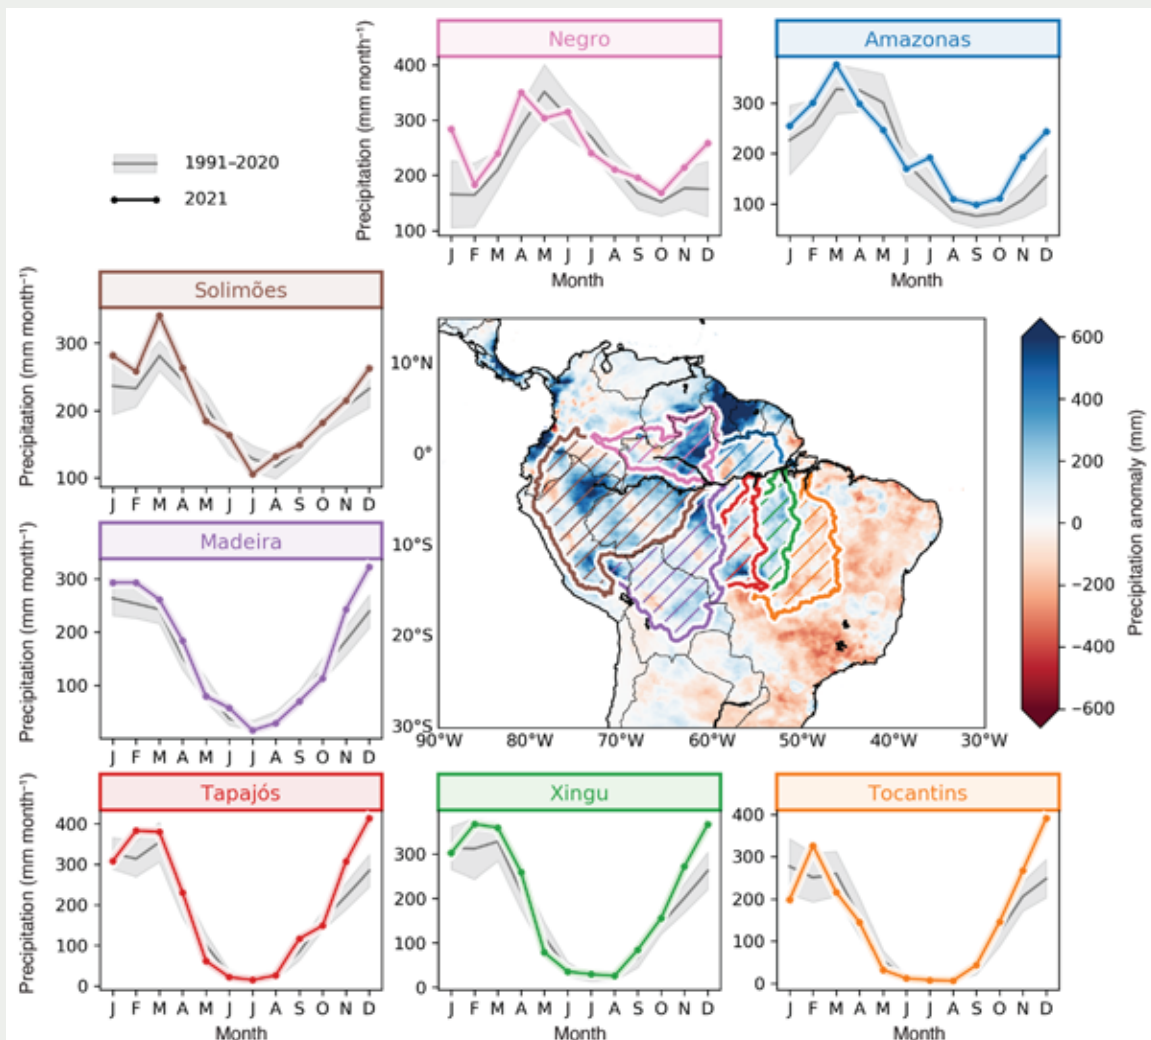 Negro
Precipitation (mm month⁻¹)
400
300
200
100
J F M A M J J A S O N D
Month
Amazonas
300
200
100
J F M A M J J A S O N D
Month
1991–2020
2021
Solimões
Precipitation (mm month⁻¹)
300
200
100
J F M A M J J A S O N D
Madeira
Precipitation (mm month⁻¹)
300
200
100
J F M A M J J A S O N D
10°N
0°
10°S
20°S
30°S
90°W 80°W 70°W 60°W 50°W 40°W 30°W
600
400
200
0
−200
−400
−600
Precipitation anomaly (mm)
Tapajós
Precipitation (mm month⁻¹)
400
300
200
100
0
J F M A M J J A S O N D
Month
Xingu
300
200
100
0
J F M A M J J A S O N D
Month
Tocantins
400
300
200
100
0
J F M A M J J A S O N D
Month